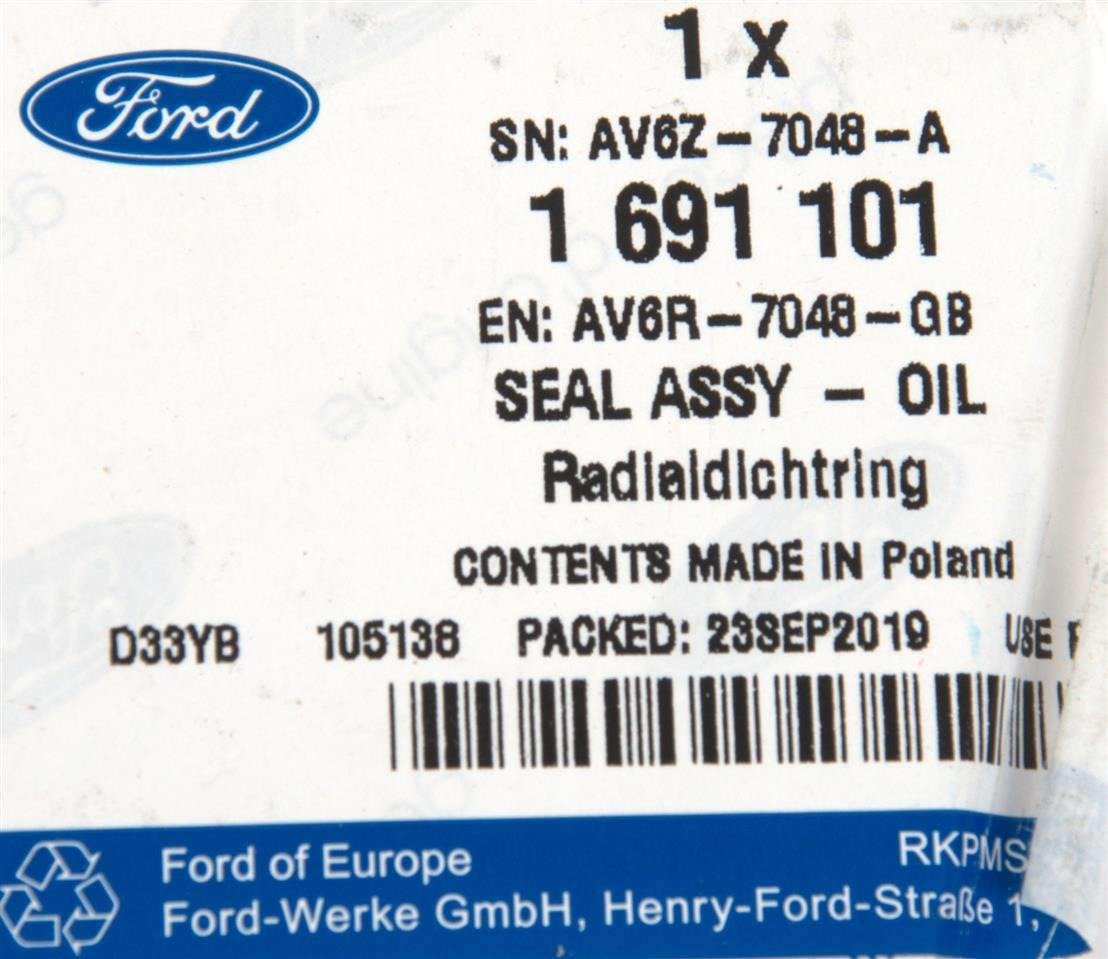 Ford
1 x
SN: AV6Z-7048-A
1 691 101
EN: AV6R-7048-GB
SEAL ASSY - OIL
Radialdichtring
CONTENTS MADE IN Poland
D33YB 105138 PACKED: 23SEP2019 USE
Ford of Europe RKPMS
Ford-Werke GmbH, Henry-Ford-Straße 1,